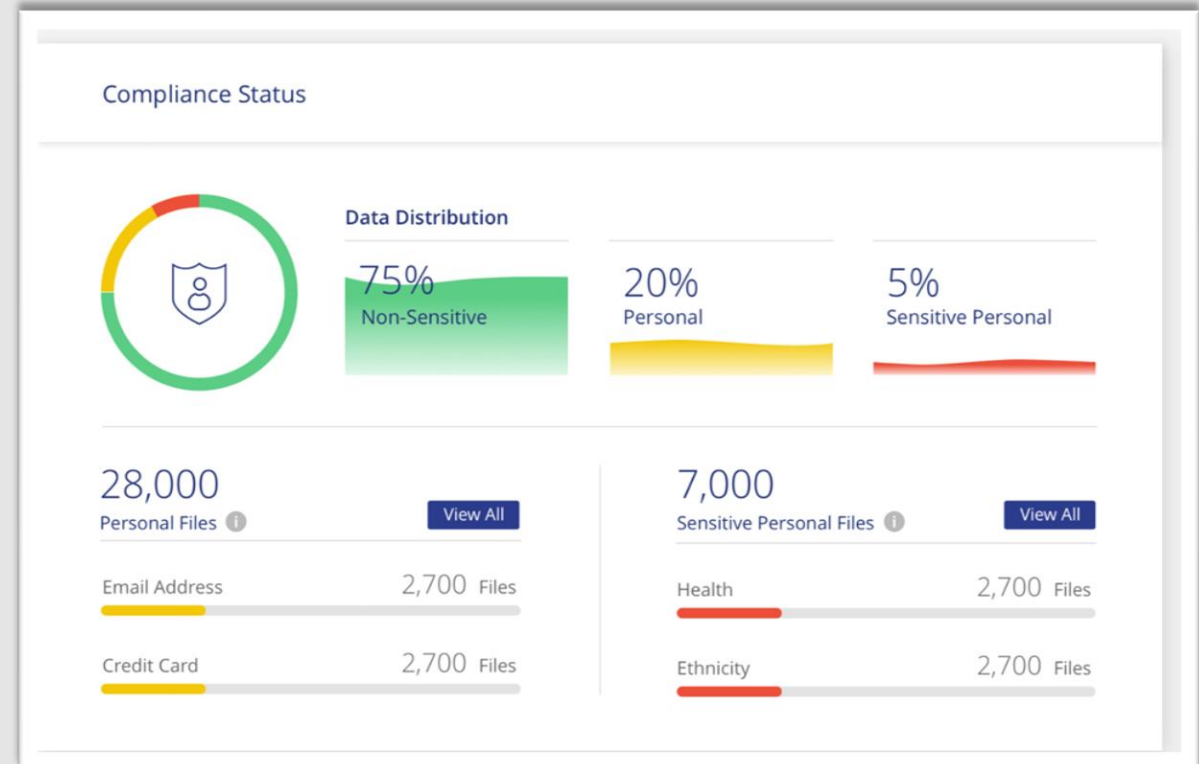 Compliance Status
Data Distribution
75%
Non-Sensitive
20%
Personal
5%
Sensitive Personal
28,000
Personal Files i
View All
Email Address 2,700 Files
Credit Card 2,700 Files
7,000
Sensitive Personal Files i
View All
Health 2,700 Files
Ethnicity 2,700 Files